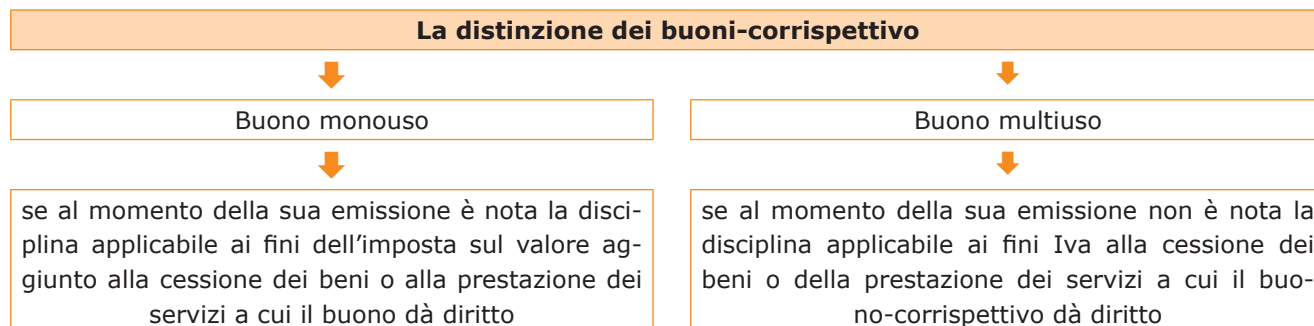 La distinzione dei buoni-corrispettivo
Buono monouso
Buono multiuso
se al momento della sua emissione è nota la disci-
plina applicabile ai fini dell'imposta sul valore ag-
giunto alla cessione dei beni o alla prestazione dei
servizi a cui il buono dà diritto
se al momento della sua emissione non è nota la
disciplina applicabile ai fini Iva alla cessione dei
beni o della prestazione dei servizi a cui il buo-
no-corrispettivo dà diritto